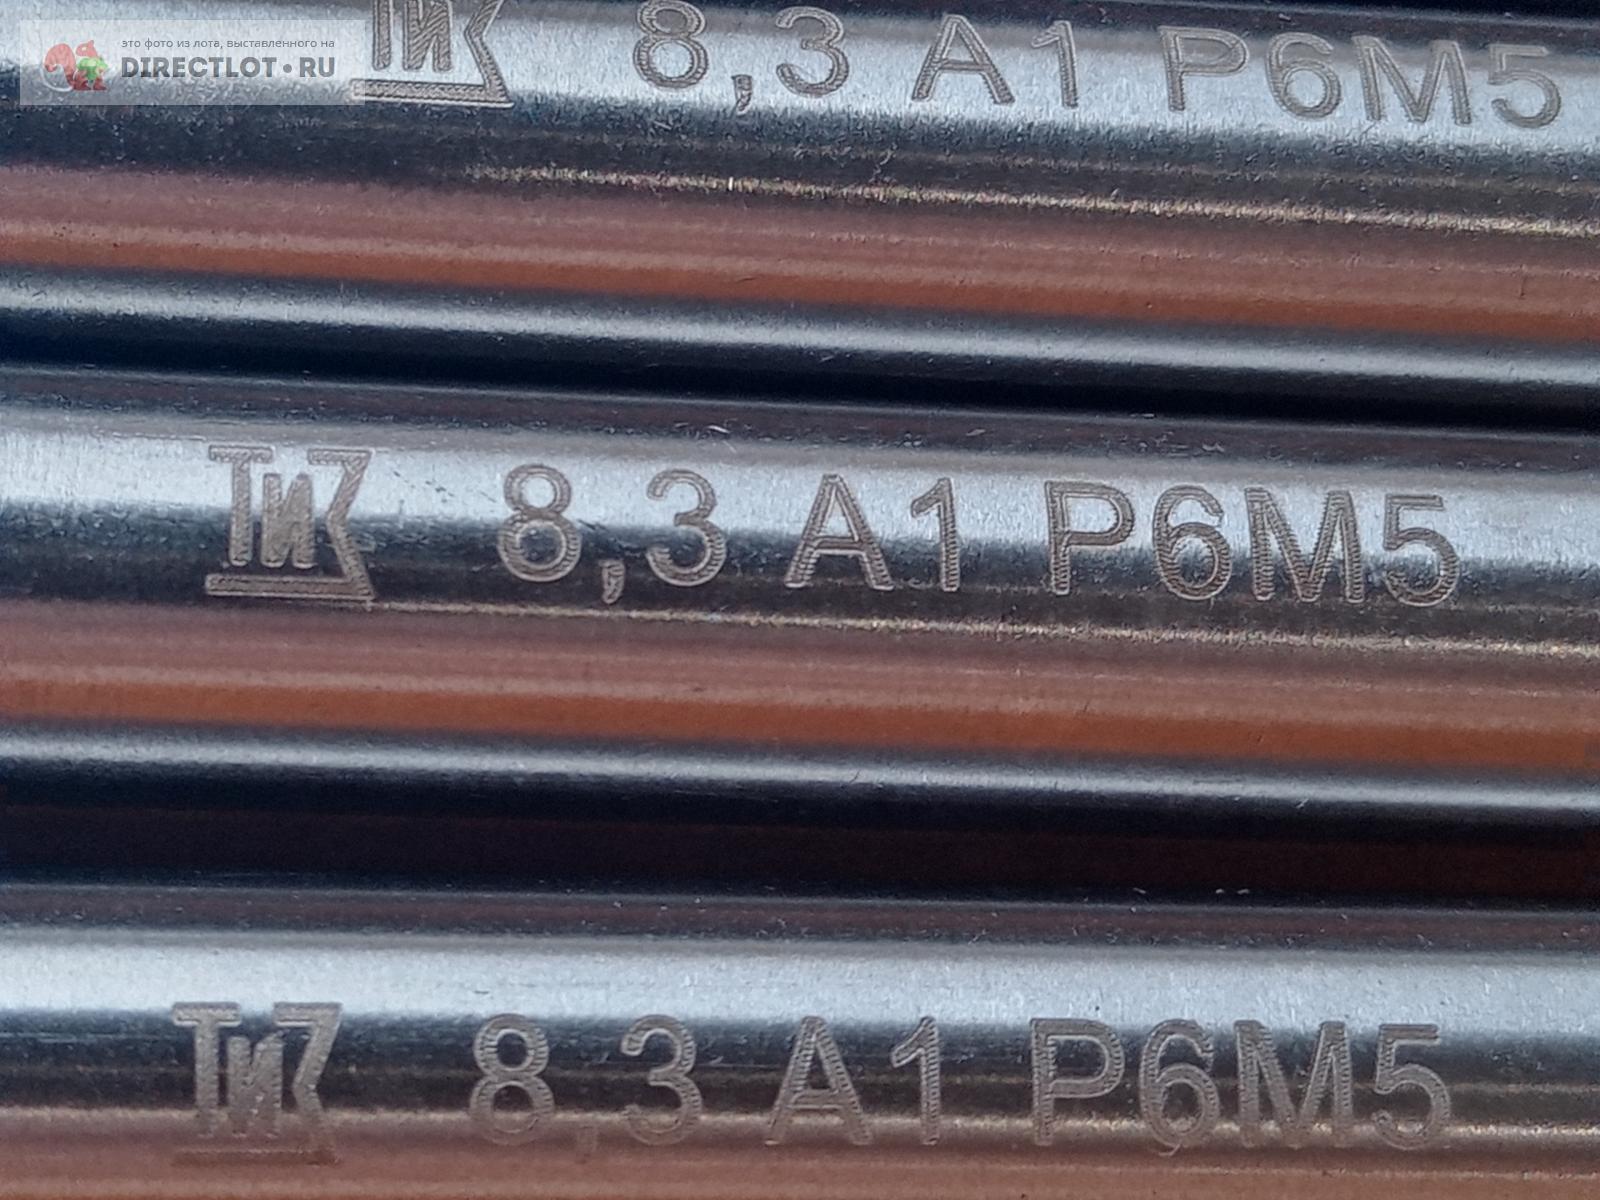 это фото из лота, выставленного на
DIRECTLOT.RU
ТИЗ 8,3 А1 Р6М5
ТИЗ 8,3 А1 Р6М5
ТИЗ 8,3 А1 Р6М5